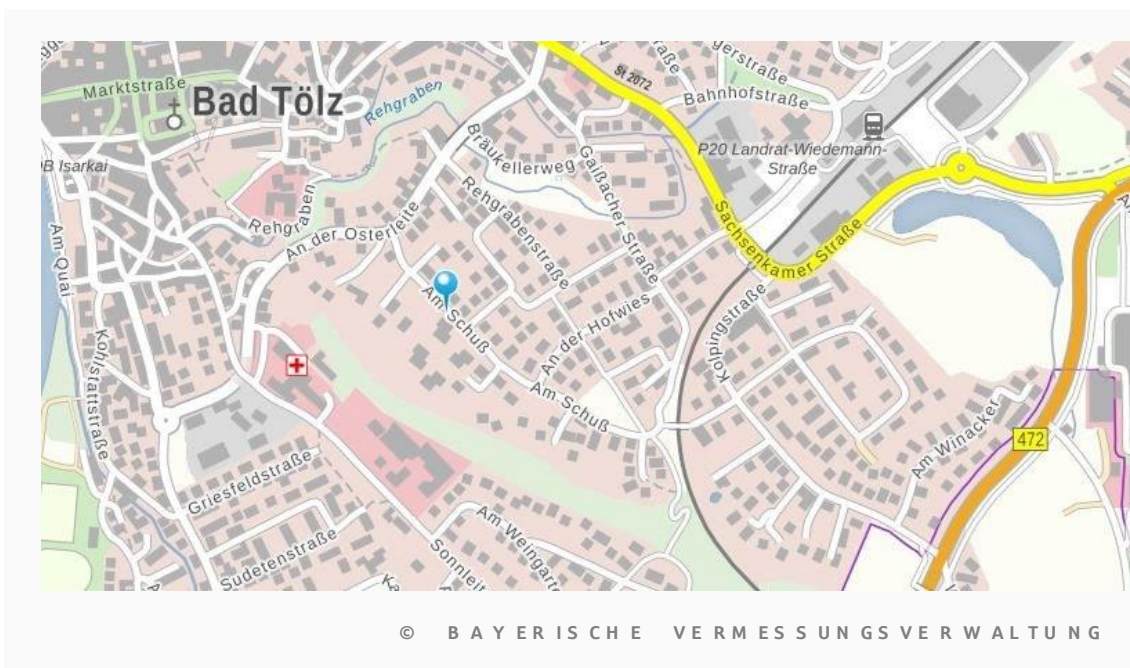 Marktstraße
Bad Tölz
Rehgraben
St 2072
Bahnhofstraße
P20 Landrat-Wiedemann-
Straße
B Isarkai
Bräukellerweg
Gaißacher Straße
Rehgraben
An der Osterleite
Rehgrabenstraße
Sachsenkamer Straße
Am Quai
Am Schuß
An der Hofwies
Kolpingstraße
Kohlstattstraße
Am Schuß
Am Winacker
472
Griesfeldstraße
Am Weingarte
Sudetenstraße
Sonnleit
© BAYERISCHE VERMESSUNGSVERWALTUNG